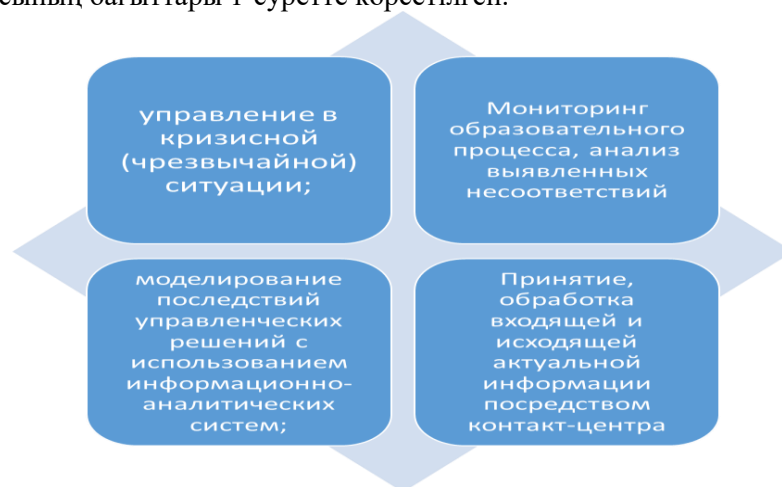 бағыттары 1-суретте көрсетілген.
управление в
кризисной
(чрезвычайной)
ситуации;
Мониторинг
образовательного
процесса, анализ
выявленных
несоответствий
моделирование
последствий
управленческих
решений с
использованием
информационно-
аналитических
систем;
Принятие,
обработка
входящей и
исходящей
актуальной
информации
посредством
контакт-центра